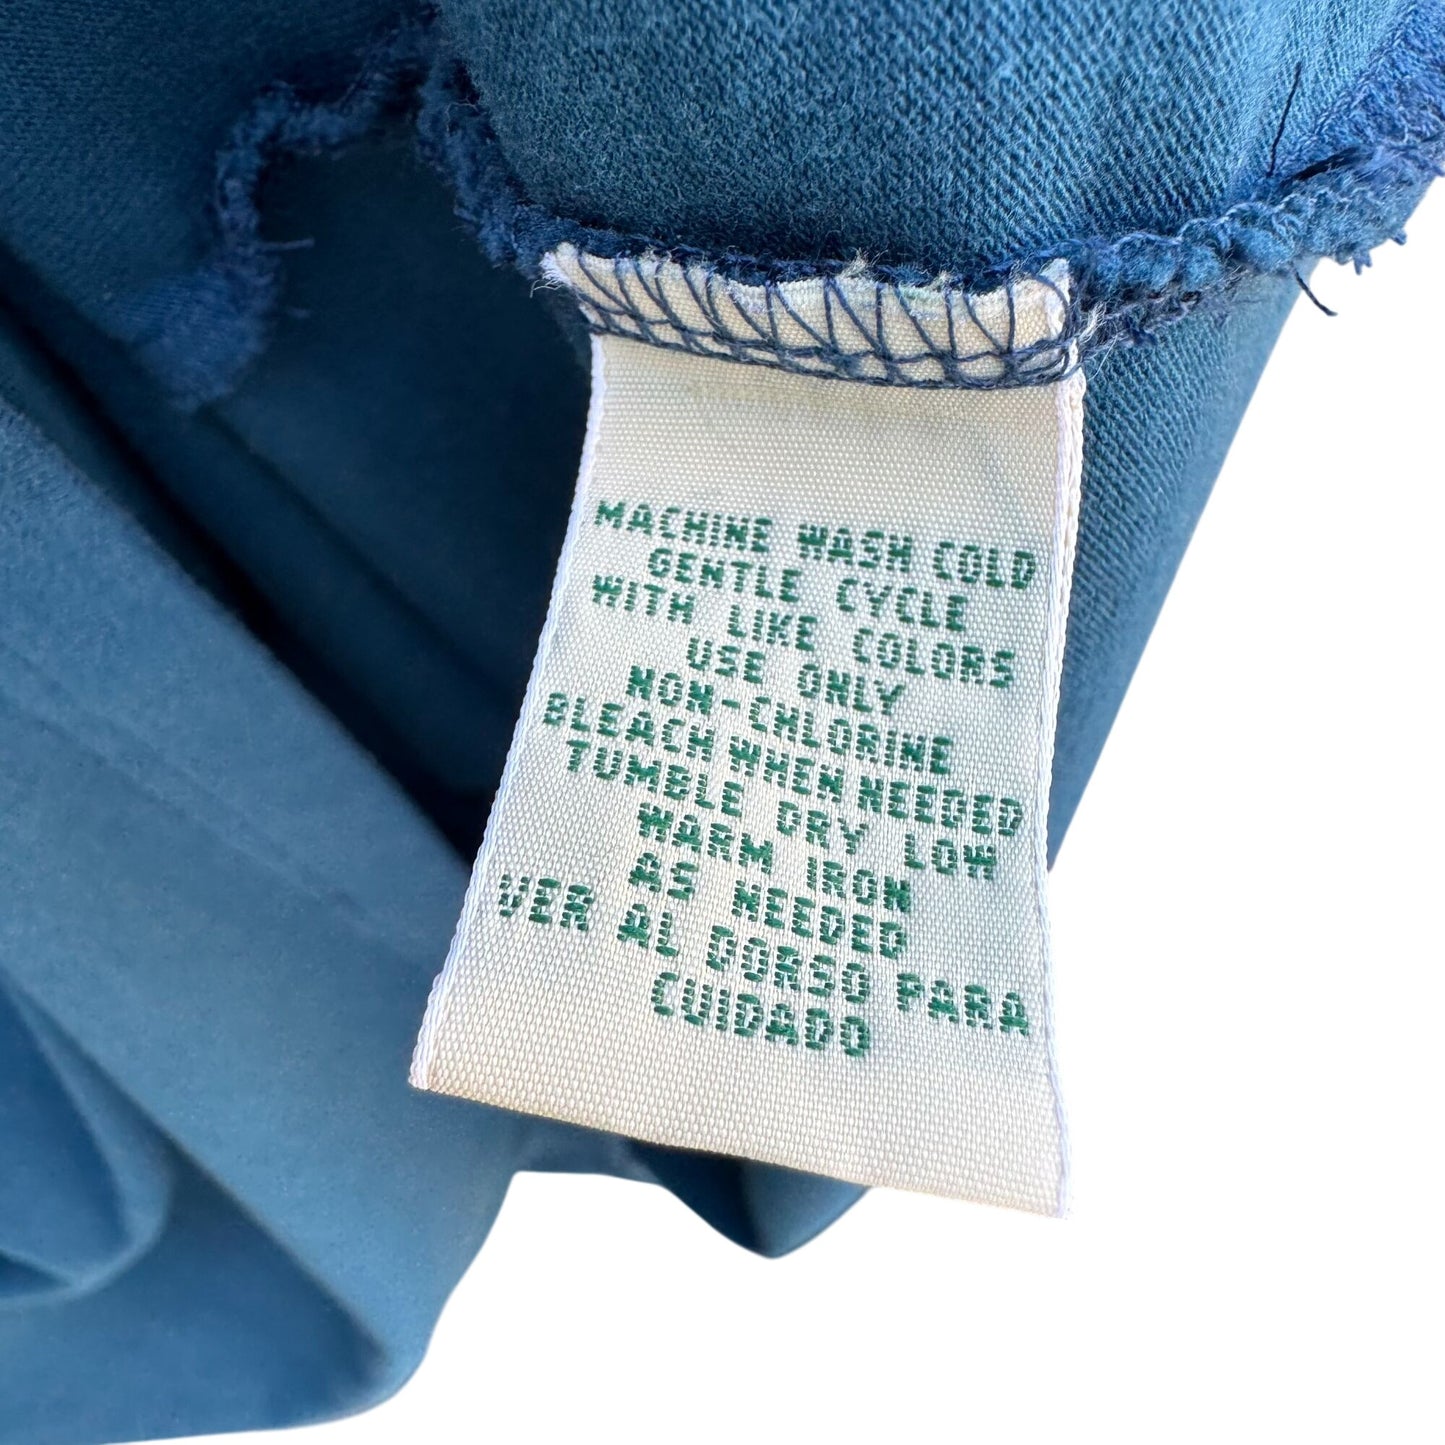 MACHINE WASH COLD
GENTLE CYCLE
WITH LIKE COLORS
USE ONLY
NON-CHLORINE
BLEACH WHEN NEEDED
TUMBLE DRY LOW
WARM IRON
AS NEEDED
VER AL DORSO PARA
CUIDADO